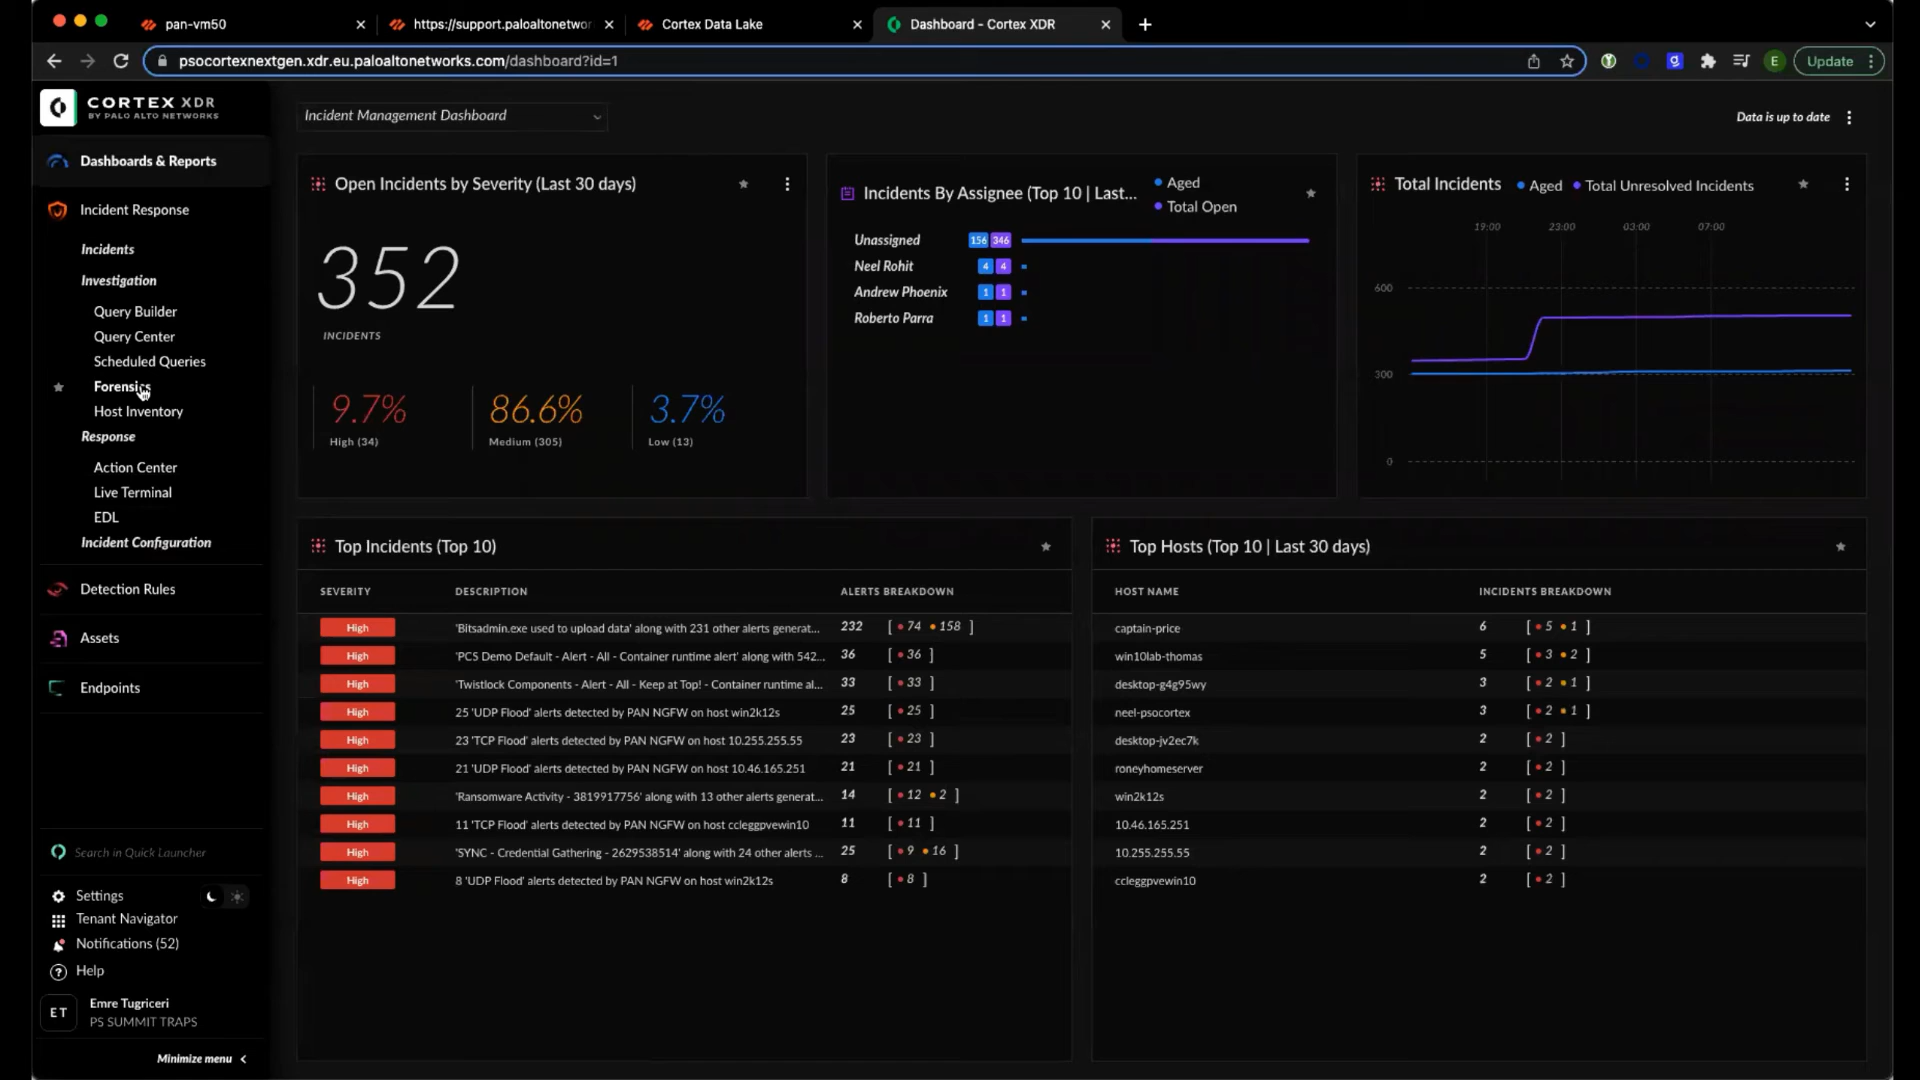 pan-vm50
https://support.paloaltonetwor
Cortex Data Lake
Dashboard - Cortex XDR
psocortexnextgen.xdr.eu.paloaltonetworks.com/dashboard?id=1
E
Update
CORTEX XDR
BY PALO ALTO NETWORKS
Dashboards & Reports
Incident Response
Incidents
Investigation
Query Builder
Query Center
Scheduled Queries
Forensics
Host Inventory
Response
Action Center
Live Terminal
EDL
Incident Configuration
Detection Rules
Assets
Endpoints
Search in Quick Launcher
Settings
Tenant Navigator
Notifications (52)
Help
ET
Emre Tugriceri
PS SUMMIT TRAPS
Minimize menu
Incident Management Dashboard
Data is up to date
Open Incidents by Severity (Last 30 days)
352
INCIDENTS
9.7% 86.6% 3.7%
High (34) Medium (305) Low (13)
Incidents By Assignee (Top 10 | Last...
Aged
Total Open
Unassigned 156 346
Neel Rohit 4 4
Andrew Phoenix 1 1
Roberto Parra 1 1
Total Incidents Aged Total Unresolved Incidents
19:00 23:00 03:00 07:00
600
300
0
Top Incidents (Top 10)
SEVERITY DESCRIPTION ALERTS BREAKDOWN
High 'Bitsadmin.exe used to upload data' along with 231 other alerts generat... 232 [ 74 158 ]
High 'PCS Demo Default - Alert - All - Container runtime alert' along with 542... 36 [ 36 ]
High 'Twistlock Components - Alert - All - Keep at Top! - Container runtime al... 33 [ 33 ]
High 25 'UDP Flood' alerts detected by PAN NGFW on host win2k12s 25 [ 25 ]
High 23 'TCP Flood' alerts detected by PAN NGFW on host 10.255.255.55 23 [ 23 ]
High 21 'UDP Flood' alerts detected by PAN NGFW on host 10.46.165.251 21 [ 21 ]
High 'Ransomware Activity - 3819917756' along with 13 other alerts generat... 14 [ 12 2 ]
High 11 'TCP Flood' alerts detected by PAN NGFW on host ccleggpvewin10 11 [ 11 ]
High 'SYNC - Credential Gathering - 2629538514' along with 24 other alerts ... 25 [ 9 16 ]
High 8 'UDP Flood' alerts detected by PAN NGFW on host win2k12s 8 [ 8 ]
Top Hosts (Top 10 | Last 30 days)
HOST NAME INCIDENTS BREAKDOWN
captain-price 6 [ 5 1 ]
win10lab-thomas 5 [ 3 2 ]
desktop-g4g95wy 3 [ 2 1 ]
neel-psocortex 3 [ 2 1 ]
desktop-jv2ec7k 2 [ 2 ]
roneyhomeserver 2 [ 2 ]
win2k12s 2 [ 2 ]
10.46.165.251 2 [ 2 ]
10.255.255.55 2 [ 2 ]
ccleggpvewin10 2 [ 2 ]